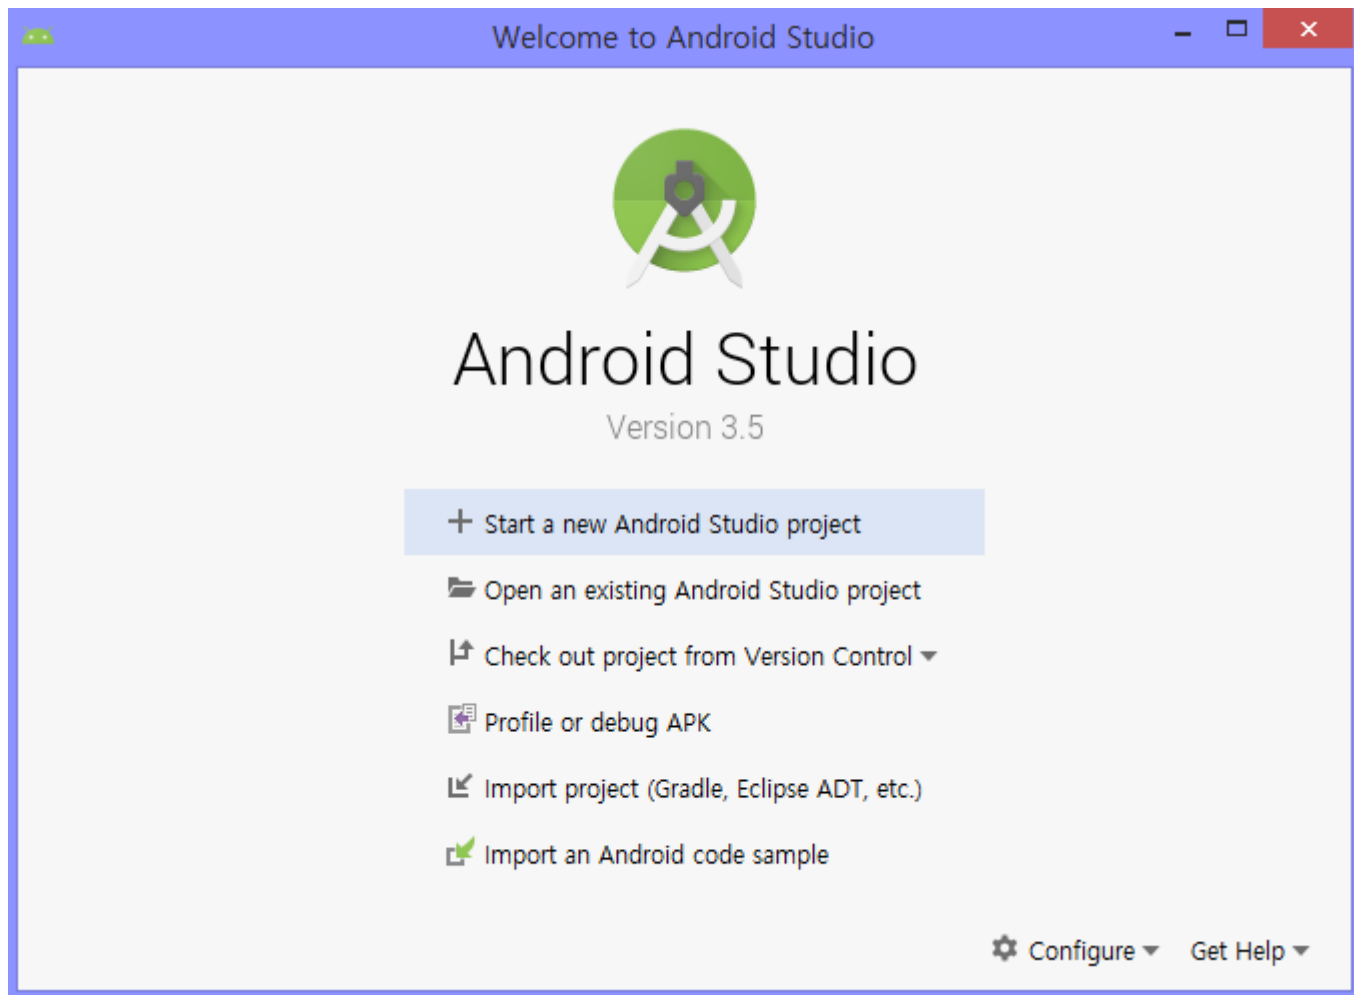 Welcome to Android Studio
Android Studio
Version 3.5
Start a new Android Studio project
Open an existing Android Studio project
Check out project from Version Control
Profile or debug APK
Import project (Gradle, Eclipse ADT, etc.)
Import an Android code sample
Configure Get Help